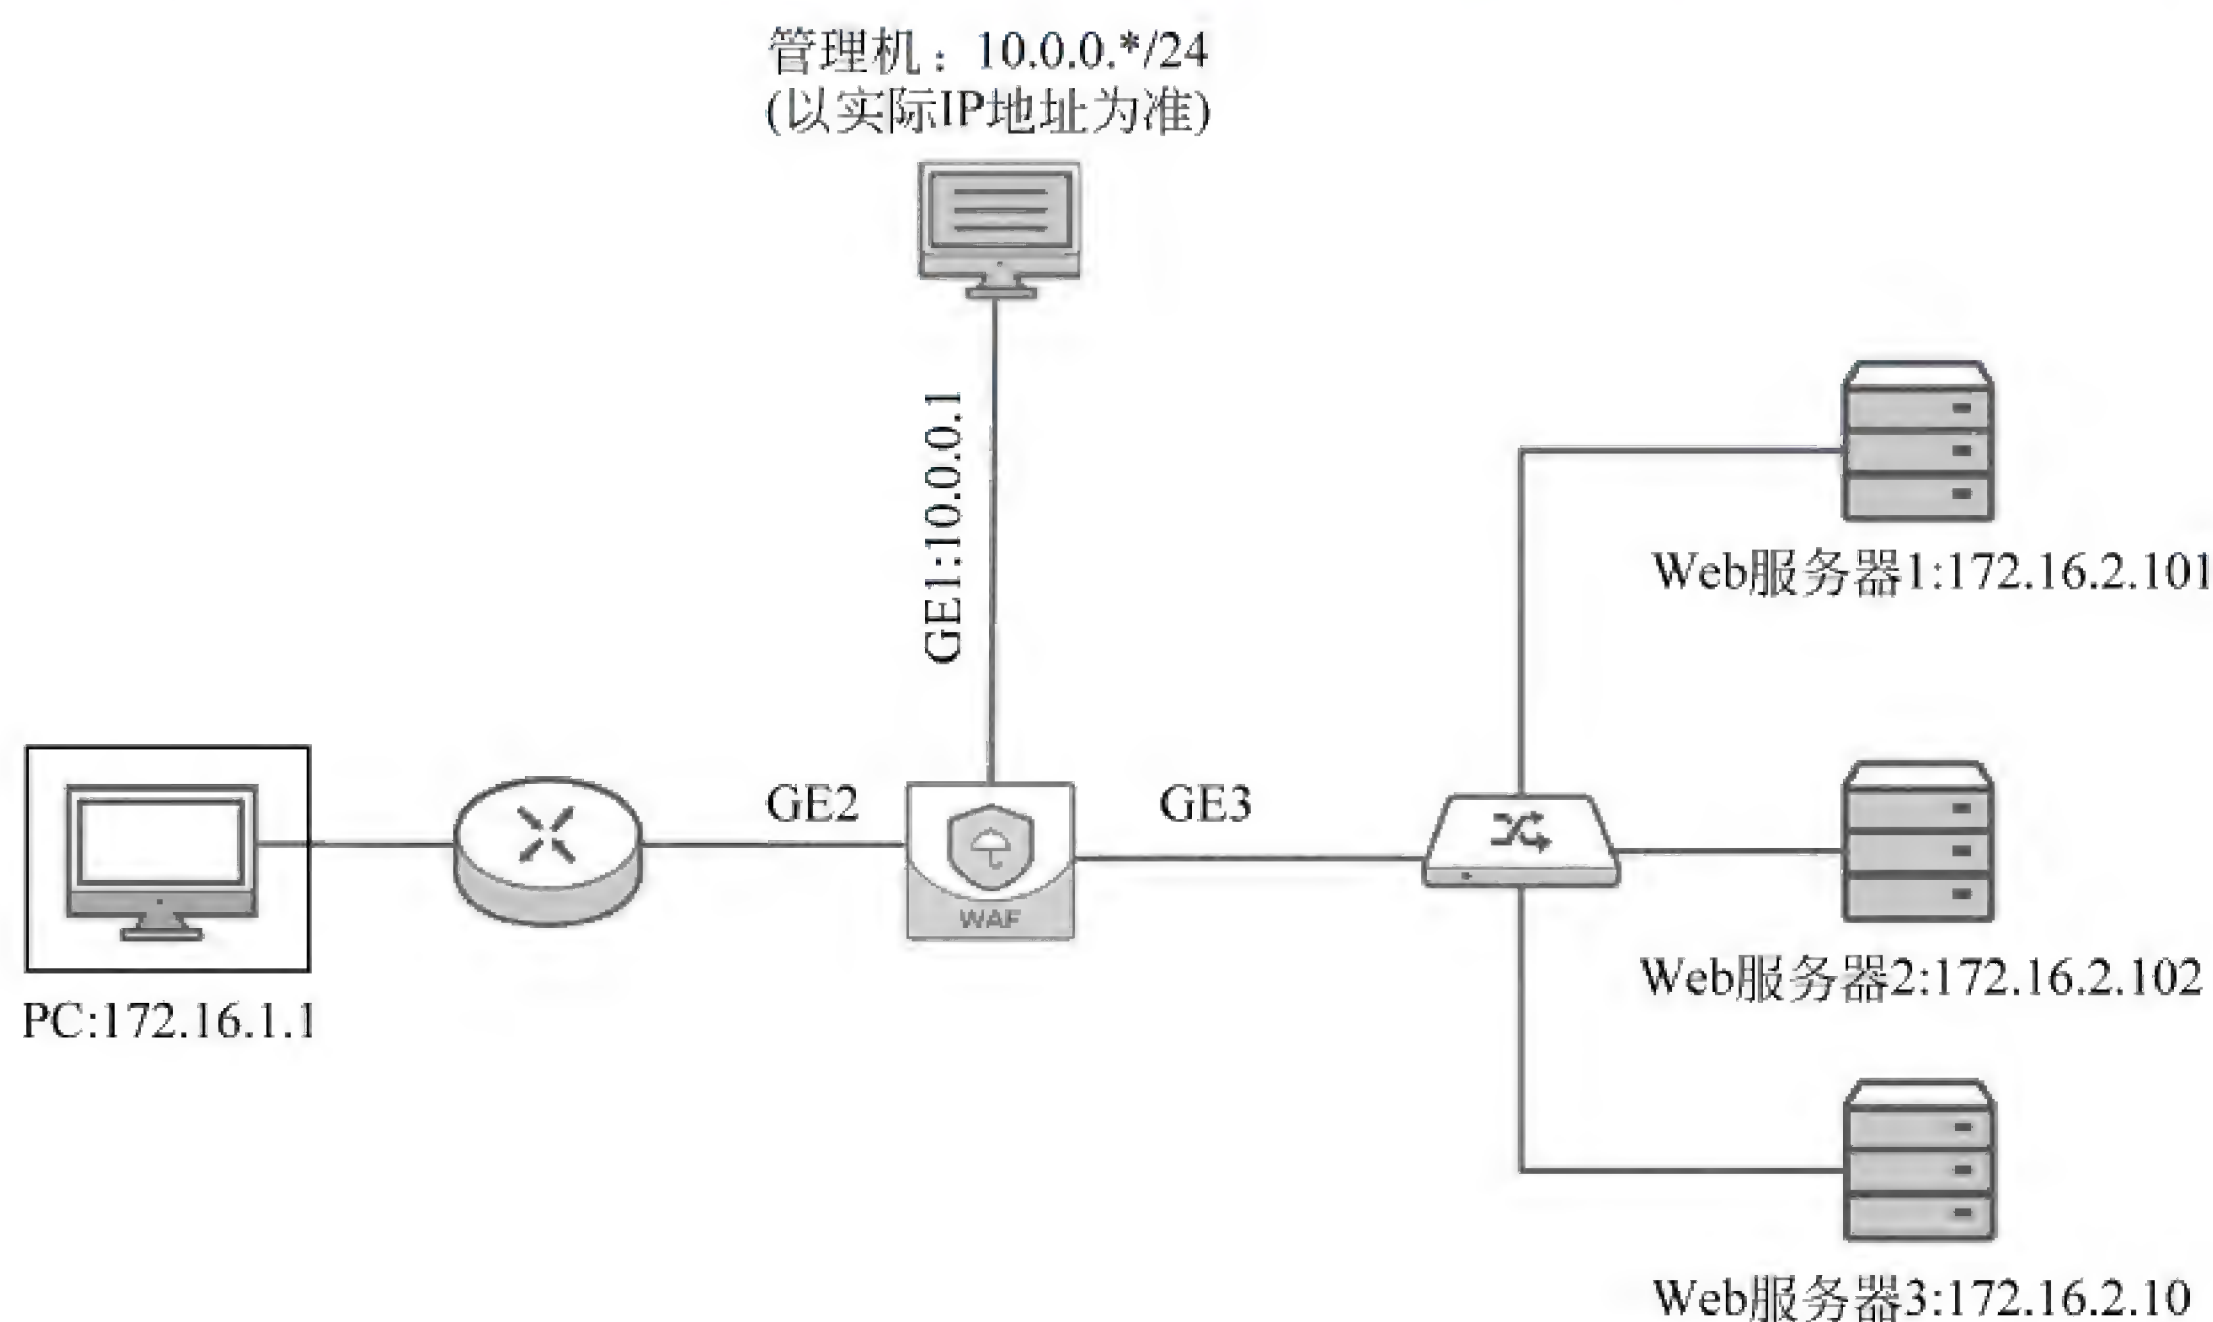 管理机：10.0.0.*/24
(以实际IP地址为准)
GE1:10.0.0.1
Web服务器1:172.16.2.101
GE2
GE3
WAF
Web服务器2:172.16.2.102
PC:172.16.1.1
Web服务器3:172.16.2.10